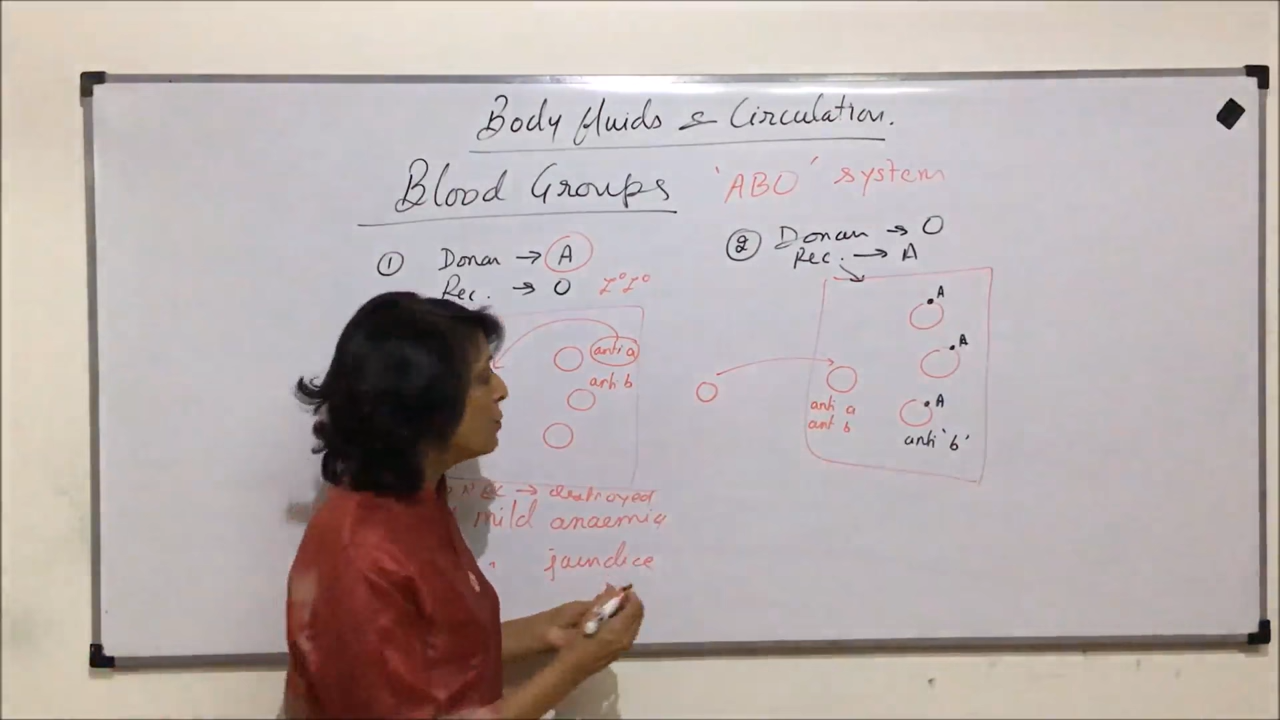 Body fluids & Circulation.
Blood Groups 'ABO' system
① Donar → A
Rec. → O I°I°
anti a
anti b
RBC → destroyed
mild anaemia
jaundice
② Donar → O
Rec. → A
A
A
A
anti a
ant b
anti 'b'